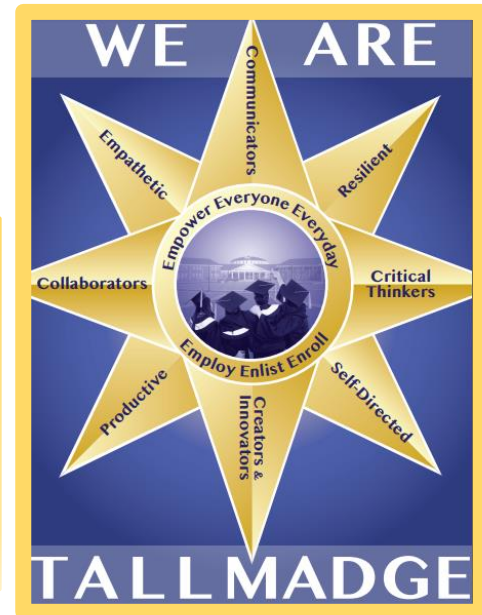 WE ARE
Communicators
Empathetic
Resilient
Empower Everyone Everyday
Collaborators
Critical
Thinkers
Employ Enlist Enroll
Productive
Creators &
Innovators
Self-Directed
TALLMADGE